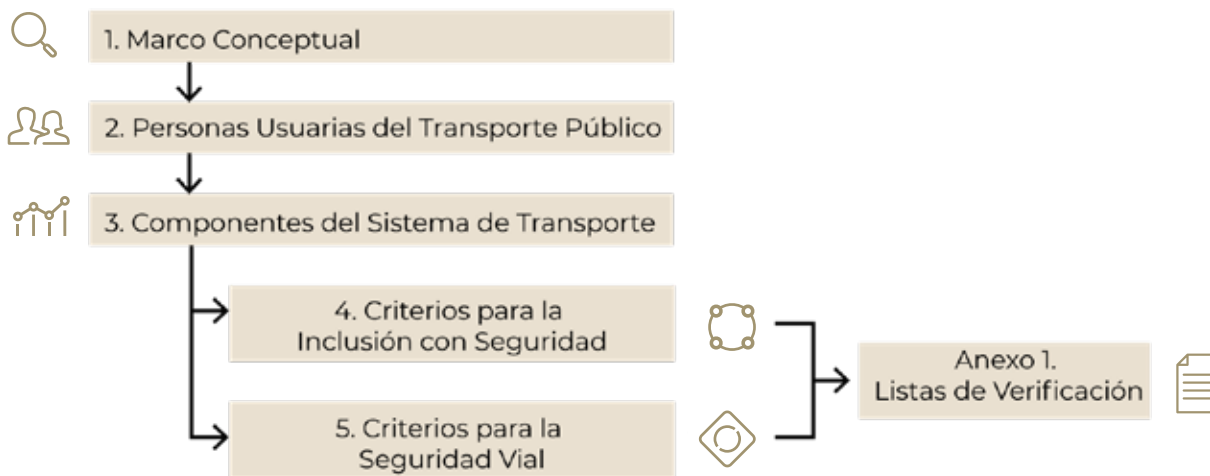 1. Marco Conceptual
2. Personas Usuarias del Transporte Público
3. Componentes del Sistema de Transporte
4. Criterios para la
Inclusión con Seguridad
5. Criterios para la
Seguridad Vial
Anexo 1.
Listas de Verificación